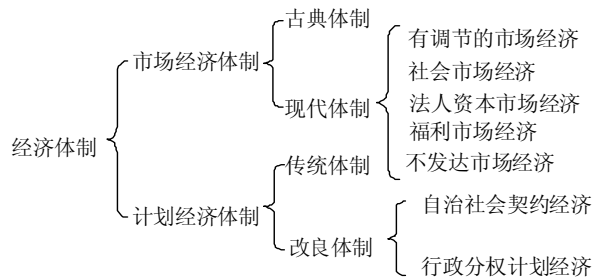 古典体制
有调节的市场经济
市场经济体制
社会市场经济
现代体制
法人资本市场经济
福利市场经济
经济体制
传统体制
不发达市场经济
计划经济体制
自治社会契约经济
改良体制
行政分权计划经济